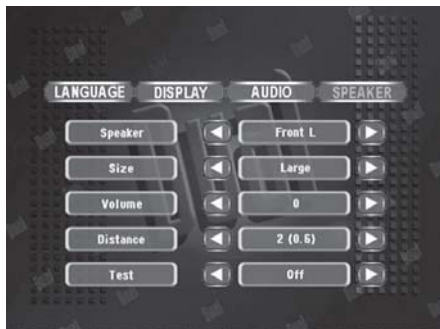 LANGUAGE DISPLAY AUDIO SPEAKER
Speaker Front L
Size Large
Volume 0
Distance 2 (0.6)
Test Off